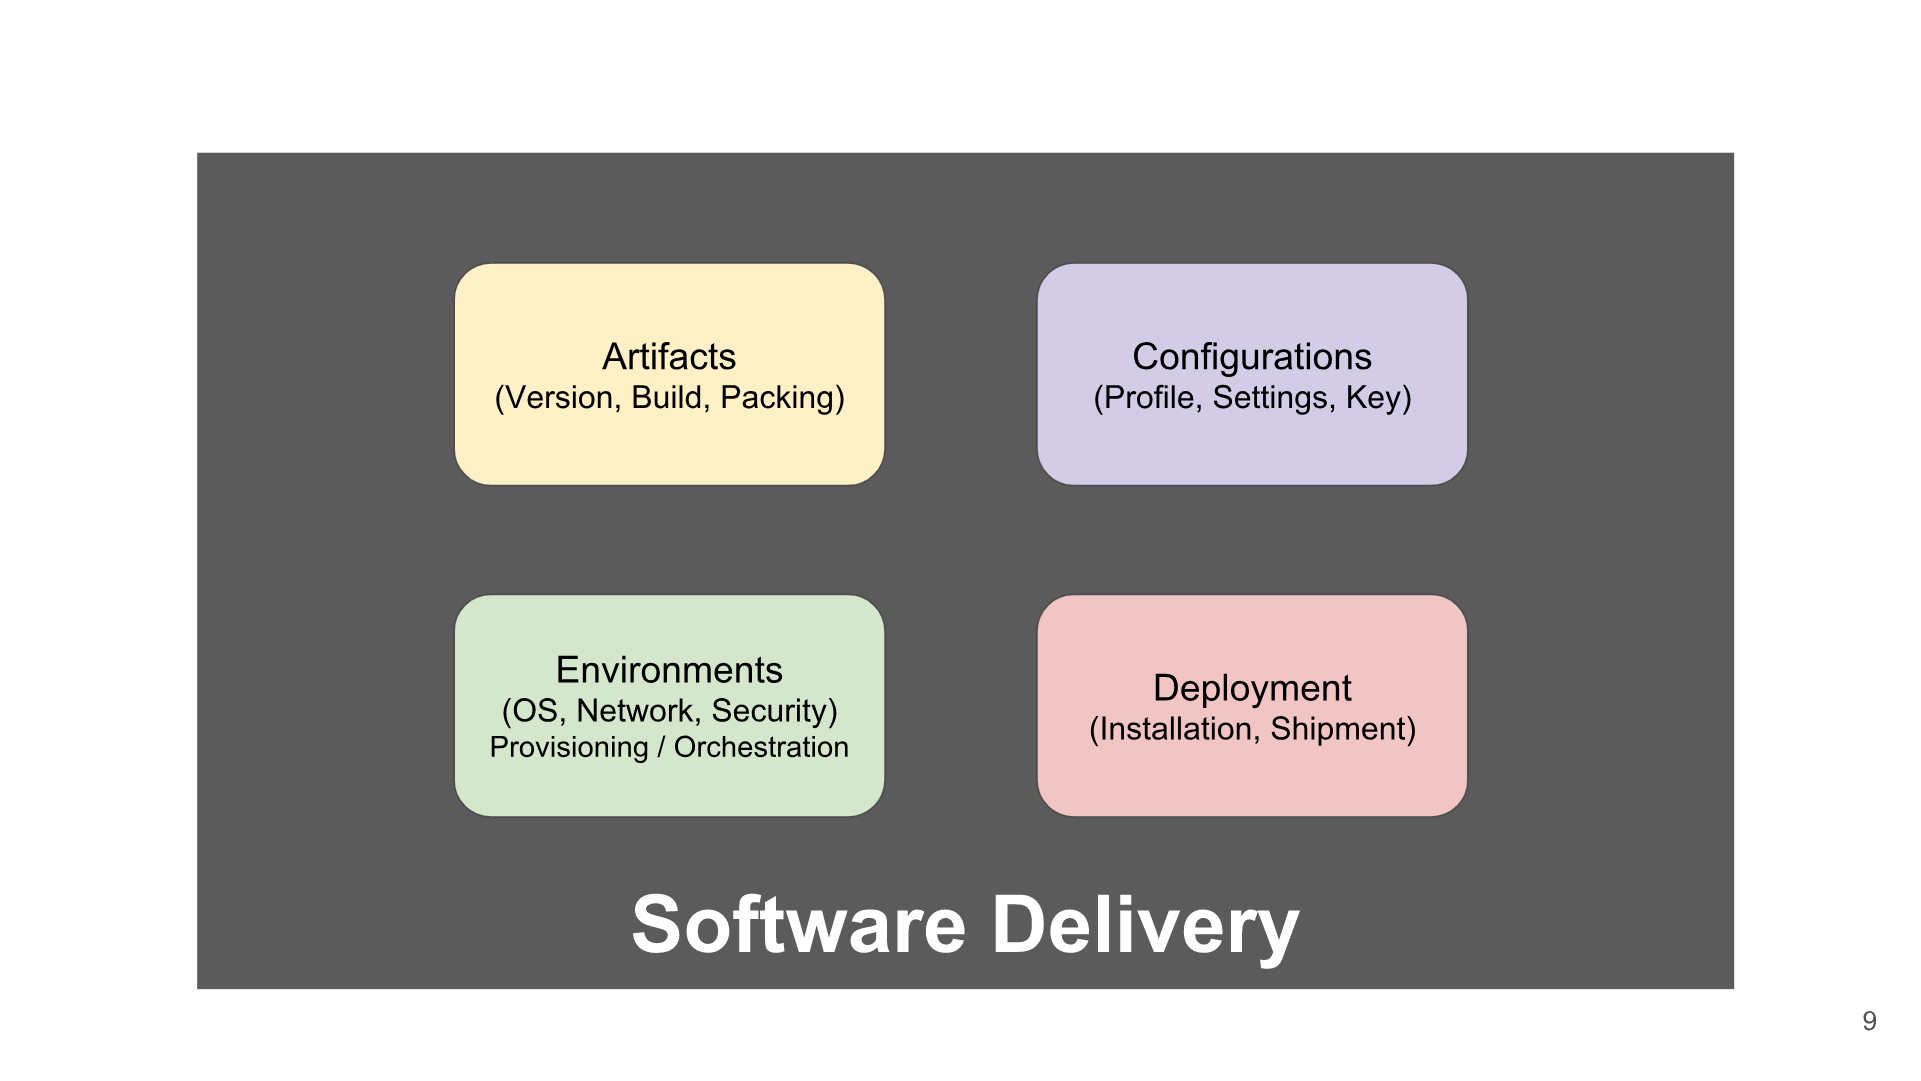 Artifacts
(Version, Build, Packing)
Configurations
(Profile, Settings, Key)
Environments
(OS, Network, Security)
Provisioning / Orchestration
Deployment
(Installation, Shipment)
Software Delivery
9